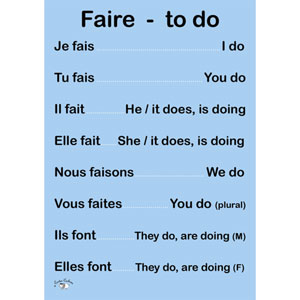 Faire - to do
Je fais I do
Tu fais You do
Il fait He / it does, is doing
Elle fait She / it does, is doing
Nous faisons We do
Vous faites You do (plural)
Ils font They do, are doing (M)
Elles font They do, are doing (F)